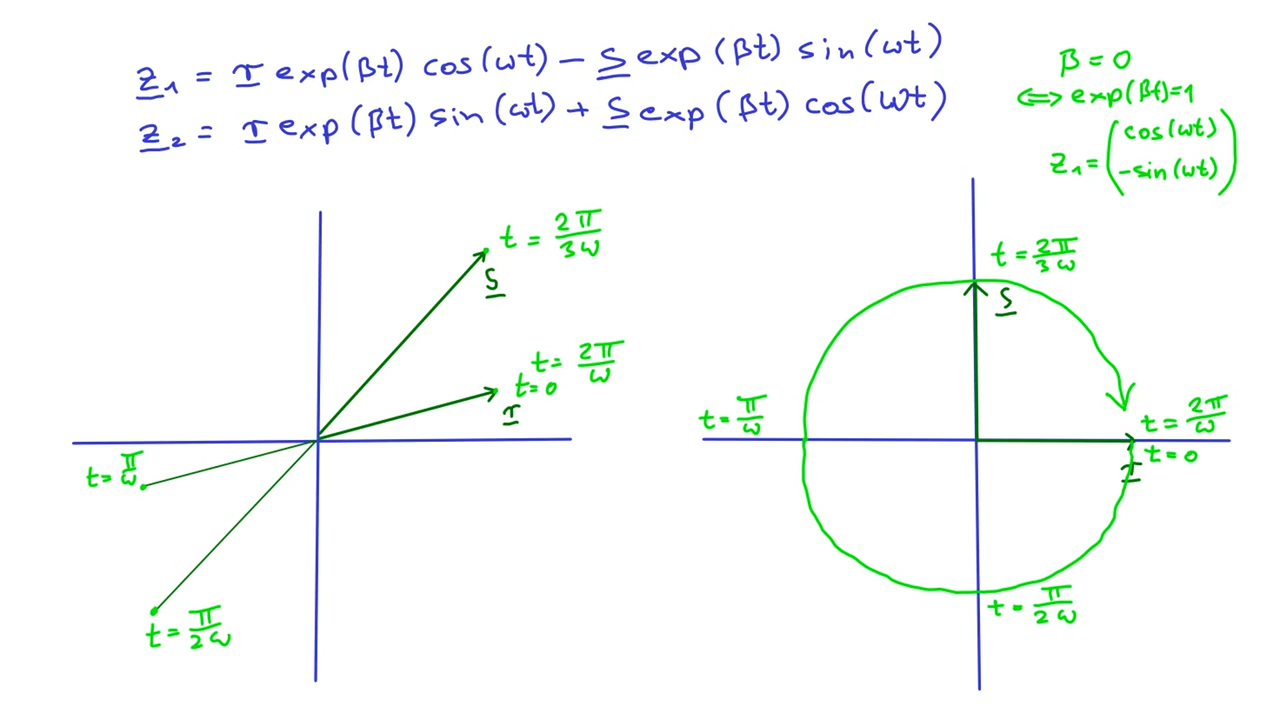 z₁ = r exp(βt) cos(ωt) − s exp(βt) sin(ωt)
z₂ = r exp(βt) sin(ωt) + s exp(βt) cos(ωt)
β = 0
⟺ exp(βt)=1
z₁ = (cos(ωt)
−sin(ωt))
t = 2π/3ω
s
t = 2π/ω
t=0
r
t = π/ω
t = π/2ω
t = 2π/3ω
s
t = π/ω
t = 2π/ω
t = 0
r
t = π/2ω